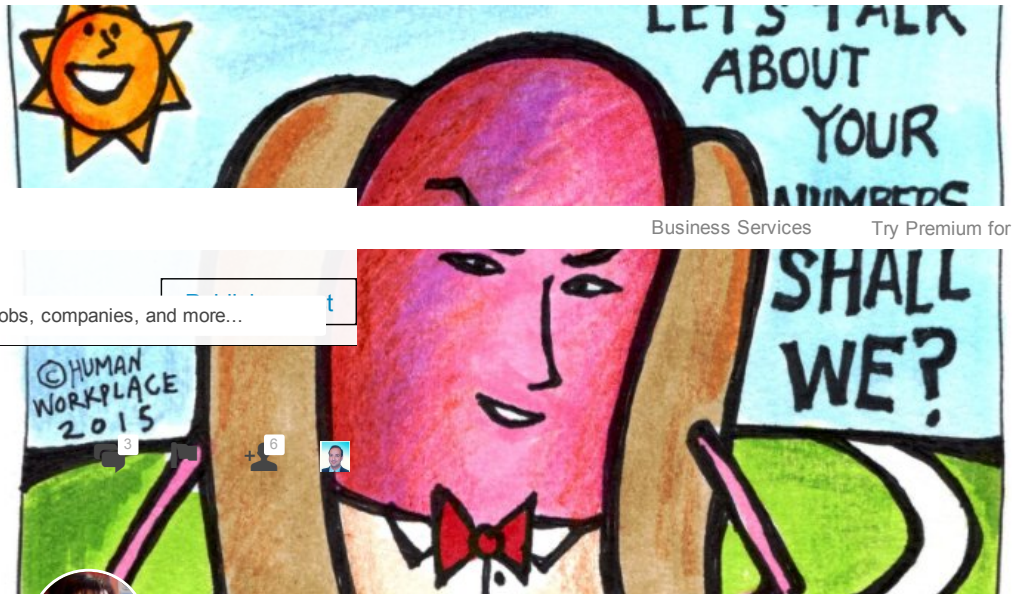 LET'S TALK
ABOUT
YOUR
NUMBERS
SHALL
WE?
Business Services
Try Premium for
obs, companies, and more...
© HUMAN
WORKPLACE
2015
3
6